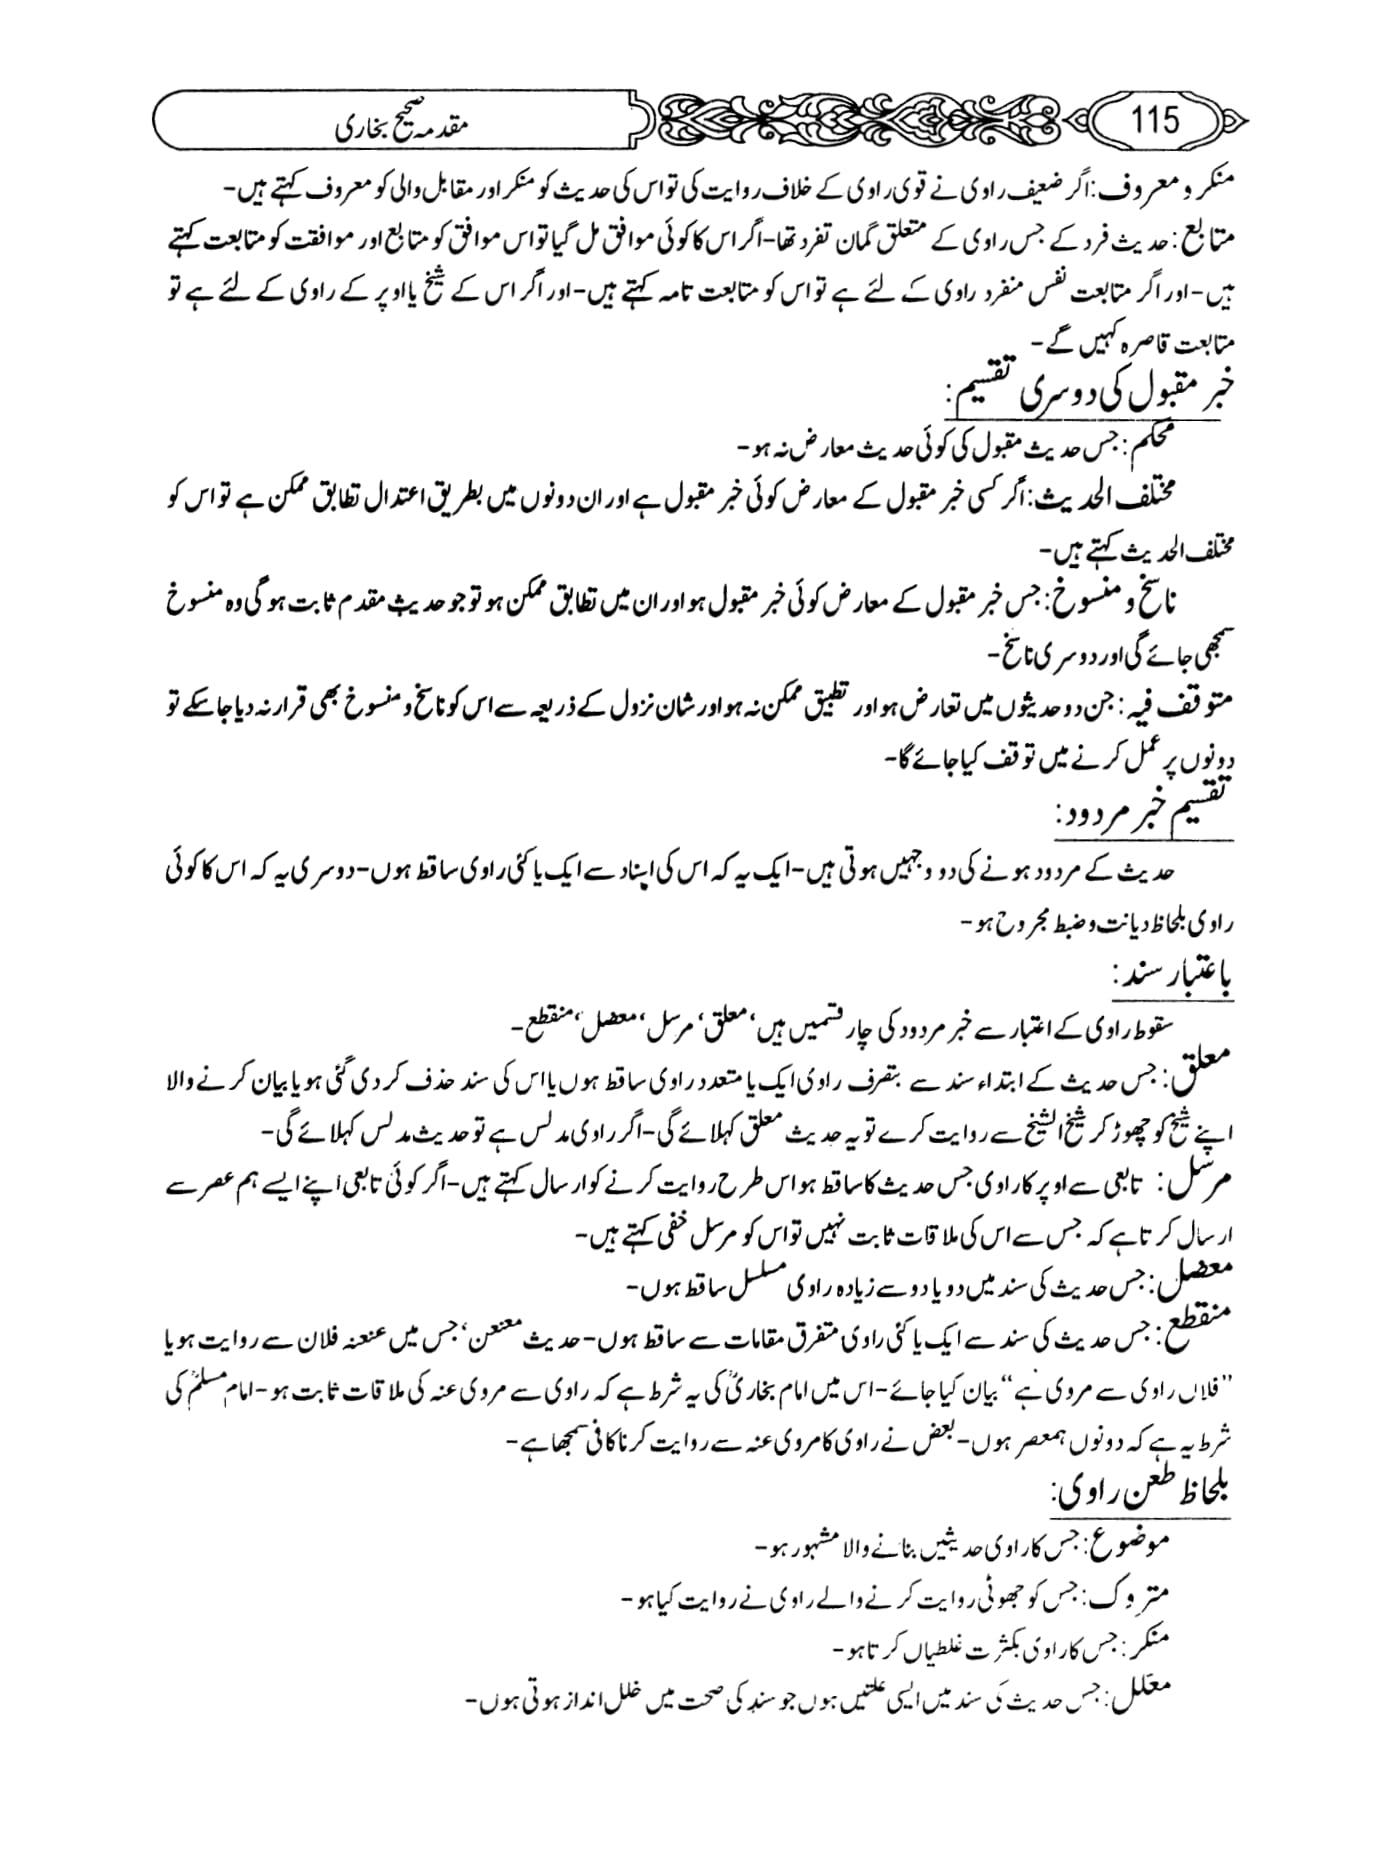 115
مقدمہ صحیح بخاری
منکر و معروف: اگر ضعیف راوی نے قوی راوی کے خلاف روایت کی تو اس کی حدیث کو منکر اور مقابل والی کو معروف کہتے ہیں-
متابع: حدیث فرد کے جس راوی کے متعلق گمان تفرد تھا- اگر اس کا کوئی موافق مل گیا تو اس موافق کو متابع اور موافقت کو متابعت کہتے
ہیں- اور اگر متابعت نفس منفرد راوی کے لئے ہے تو اس کو متابعت تامہ کہتے ہیں- اور اگر اس کے شیخ یا اوپر کے راوی کے لئے ہے تو
متابعت قاصرہ کہیں گے-
خبر مقبول کی دوسری تقسیم:
محکم: جس حدیث مقبول کی کوئی حدیث معارض نہ ہو-
مختلف الحدیث: اگر کسی خبر مقبول کے معارض کوئی خبر مقبول ہے اور ان دونوں میں بطریق اعتدال تطابق ممکن ہے تو اس کو
مختلف الحدیث کہتے ہیں-
ناسخ و منسوخ: جس خبر مقبول کے معارض کوئی خبر مقبول ہو اور ان میں تطابق ممکن ہو تو جو حدیث مقدم ثابت ہو گی وہ منسوخ
سمجھی جائے گی اور دوسری ناسخ-
متوقف فیہ: جن دو حدیثوں میں تعارض ہو اور تطبیق ممکن نہ ہو اور شان نزول کے ذریعہ سے اس کو ناسخ و منسوخ بھی قرار نہ دیا جا سکے تو
دونوں پر عمل کرنے میں توقف کیا جائے گا-
تقسیم خبر مردود:
حدیث کے مردود ہونے کی دو وجہیں ہوتی ہیں- ایک یہ کہ اس کی اسناد سے ایک یا کئی راوی ساقط ہوں- دوسری یہ کہ اس کا کوئی
راوی بلحاظ دیانت و ضبط مجروح ہو-
باعتبار سند:
سقوط راوی کے اعتبار سے خبر مردود کی چار قسمیں ہیں، معلق، مرسل، معضل، منقطع-
معلق: جس حدیث کے ابتداء سند سے بتصرف راوی ایک یا متعدد راوی ساقط ہوں یا اس کی سند حذف کر دی گئی ہو یا بیان کرنے والا
اپنے شیخ کو چھوڑ کر شیخ الشیخ سے روایت کرے تو یہ حدیث معلق کہلائے گی- اگر راوی مدلس ہے تو حدیث مدلس کہلائے گی-
مرسل: تابعی سے اوپر کا راوی جس حدیث کا ساقط ہو اس طرح روایت کرنے کو ارسال کہتے ہیں- اگر کوئی تابعی اپنے ایسے ہم عصر سے
ارسال کرتا ہے کہ جس سے اس کی ملاقات ثابت نہیں تو اس کو مرسل خفی کہتے ہیں-
معضل: جس حدیث کی سند میں دو یا دو سے زیادہ راوی مسلسل ساقط ہوں-
منقطع: جس حدیث کی سند سے ایک یا کئی راوی متفرق مقامات سے ساقط ہوں- حدیث معنعن، جس میں عنعنہ فلان سے روایت ہو یا
”فلاں راوی سے مروی ہے“ بیان کیا جائے- اس میں امام بخاریؒ کی یہ شرط ہے کہ راوی سے مروی عنہ کی ملاقات ثابت ہو- امام مسلمؒ کی
شرط یہ ہے کہ دونوں ہمعصر ہوں- بعض نے راوی کا مروی عنہ سے روایت کرنا کافی سمجھا ہے-
بلحاظ طعن راوی:
موضوع: جس کا راوی حدیثیں بنانے والا مشہور ہو-
متروک: جس کو جھوٹی روایت کرنے والے راوی نے روایت کیا ہو-
منکر: جس کا راوی بکثرت غلطیاں کرتا ہو-
معلل: جس حدیث کی سند میں ایسی علتیں ہوں جو سند کی صحت میں خلل انداز ہوتی ہوں-